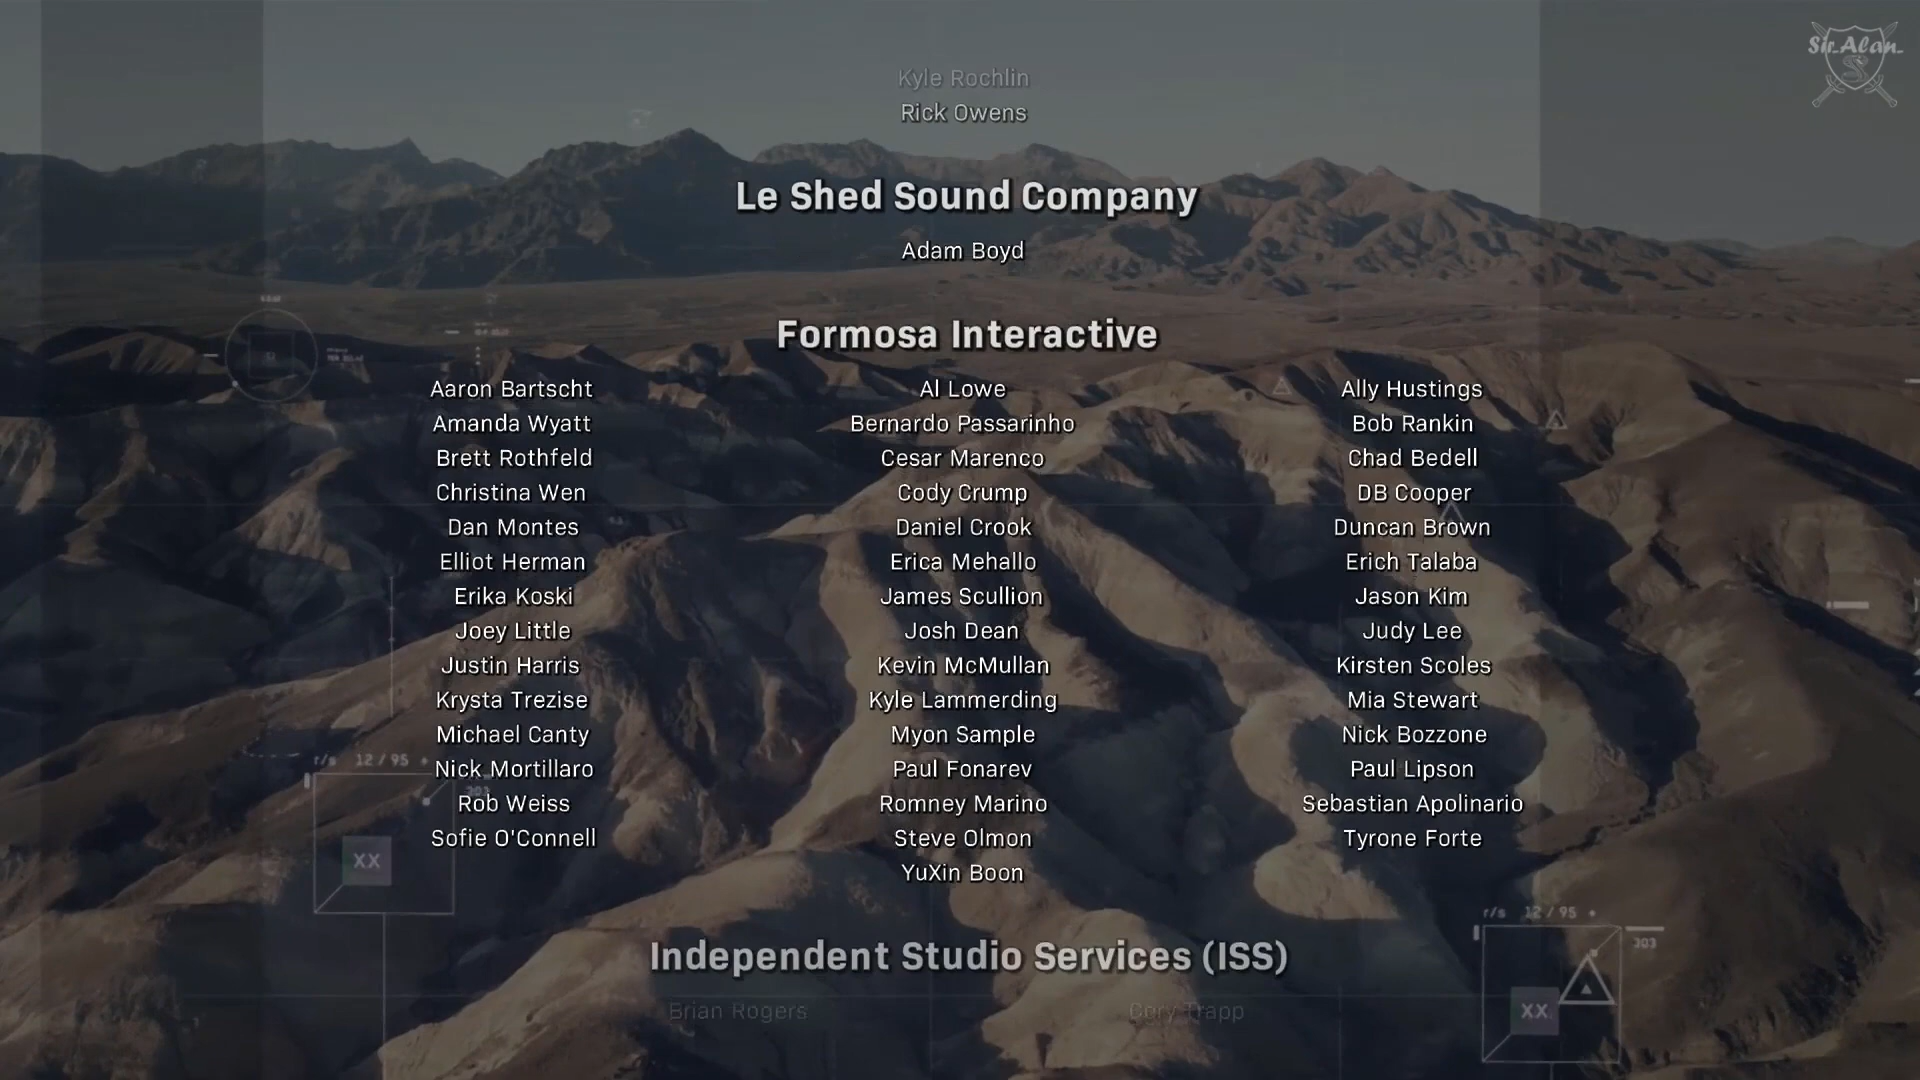 Sir.Alan.
Kyle Rochlin
Rick Owens
Le Shed Sound Company
Adam Boyd
Formosa Interactive
Aaron Bartscht Al Lowe Ally Hustings
Amanda Wyatt Bernardo Passarinho Bob Rankin
Brett Rothfeld Cesar Marenco Chad Bedell
Christina Wen Cody Crump DB Cooper
Dan Montes Daniel Crook Duncan Brown
Elliot Herman Erica Mehallo Erich Talaba
Erika Koski James Scullion Jason Kim
Joey Little Josh Dean Judy Lee
Justin Harris Kevin McMullan Kirsten Scoles
Krysta Trezise Kyle Lammerding Mia Stewart
Michael Canty Myon Sample Nick Bozzone
r/s 12/95
Nick Mortillaro Paul Fonarev Paul Lipson
303
Rob Weiss Romney Marino Sebastian Apolinario
Sofie O'Connell Steve Olmon Tyrone Forte
XX
YuXin Boon
r/s 12/95
303
Independent Studio Services (ISS)
Brian Rogers Cory Trapp
XX